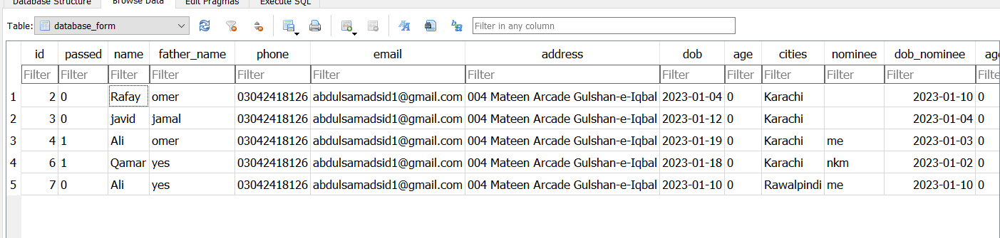 Database Structure Browse Data Edit Pragmas Execute SQL
Table: database_form Filter in any column
id passed name father_name phone email address dob age cities nominee dob_nominee
Filter Filter Filter Filter Filter Filter Filter Filter Filter Filter Filter Filter Filter
1 2 0 Rafay omer 03042418126 abdulsamadsid1@gmail.com 004 Mateen Arcade Gulshan-e-Iqbal 2023-01-04 0 Karachi 2023-01-10 0
2 3 0 javid jamal 03042418126 abdulsamadsid1@gmail.com 004 Mateen Arcade Gulshan-e-Iqbal 2023-01-12 0 Karachi 2023-01-04 0
3 4 1 Ali omer 03042418126 abdulsamadsid1@gmail.com 004 Mateen Arcade Gulshan-e-Iqbal 2023-01-19 0 Karachi me 2023-01-03 0
4 6 1 Qamar yes 03042418126 abdulsamadsid1@gmail.com 004 Mateen Arcade Gulshan-e-Iqbal 2023-01-18 0 Karachi nkm 2023-01-02 0
5 7 0 Ali yes 03042418126 abdulsamadsid1@gmail.com 004 Mateen Arcade Gulshan-e-Iqbal 2023-01-10 0 Rawalpindi me 2023-01-10 0